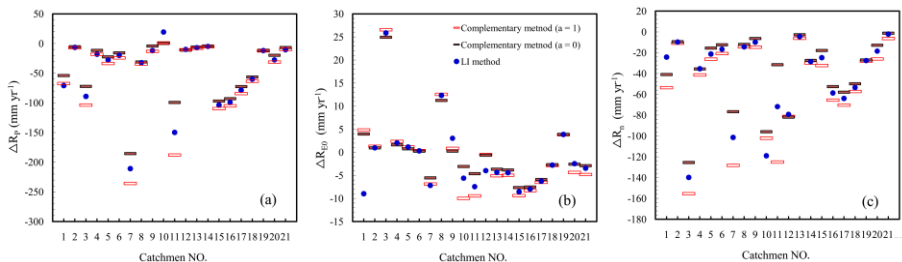 50
0
-50
-100
-150
-200
-250
-300
ΔRp (mm yr⁻¹)
(a)
1 2 3 4 5 6 7 8 9 10 11 12 13 14 15 16 17 18 19 20 21
Catchmen NO.
30
25
20
15
10
5
0
-5
-10
-15
ΔRE0 (mm yr⁻¹)
Complementary metnod (a = 1)
Complementary metnod (a = 0)
LI metnod
(b)
1 2 3 4 5 6 7 8 9 10 11 12 13 14 15 16 17 18 19 20 21
Catchmen NO.
20
0
-20
-40
-60
-80
-100
-120
-140
-160
-180
ΔRn (mm yr⁻¹)
(c)
1 2 3 4 5 6 7 8 9 10 11 12 13 14 15 16 17 18 19 20 21
Catchmen NO.